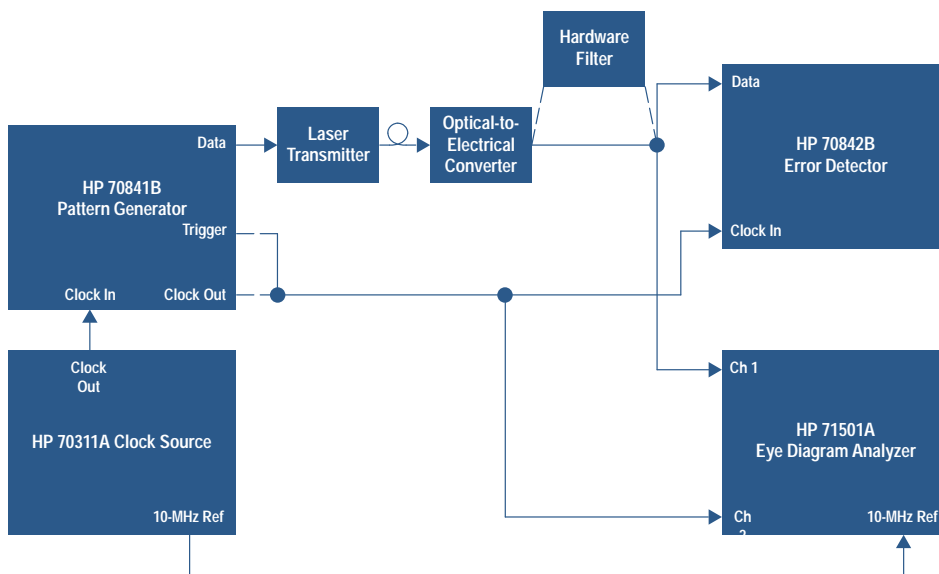 Hardware
Filter
Data
HP 70842B
Error Detector
Clock In
Laser
Transmitter
Optical-to-
Electrical
Converter
Data
HP 70841B
Pattern Generator
Trigger
Clock In
Clock Out
Clock
Out
HP 70311A Clock Source
10-MHz Ref
Ch 1
HP 71501A
Eye Diagram Analyzer
Ch
10-MHz Ref